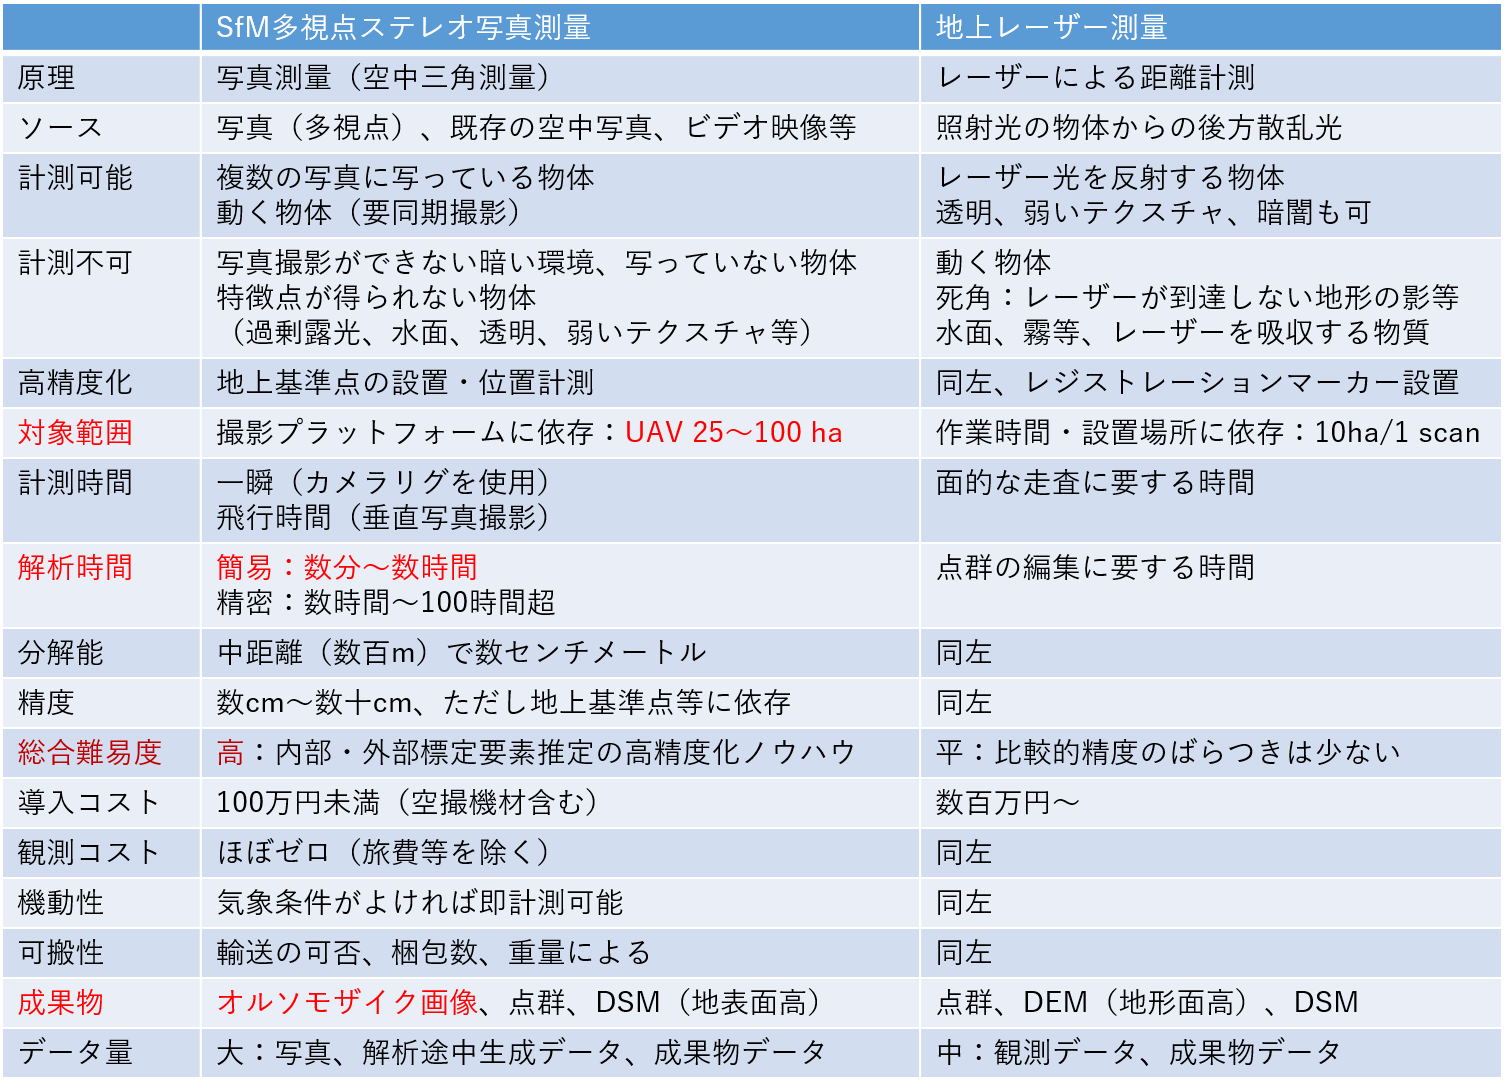 SfM多視点ステレオ写真測量
地上レーザー測量
原理
写真測量（空中三角測量）
レーザーによる距離計測
ソース
写真（多視点）、既存の空中写真、ビデオ映像等
照射光の物体からの後方散乱光
計測可能
複数の写真に写っている物体
動く物体（要同期撮影）
レーザー光を反射する物体
透明、弱いテクスチャ、暗闇も可
計測不可
写真撮影ができない暗い環境、写っていない物体
特徴点が得られない物体
（過剰露光、水面、透明、弱いテクスチャ等）
動く物体
死角：レーザーが到達しない地形の影等
水面、霧等、レーザーを吸収する物質
高精度化
地上基準点の設置・位置計測
同左、レジストレーションマーカー設置
対象範囲
撮影プラットフォームに依存：UAV 25～100 ha
作業時間・設置場所に依存：10ha/1 scan
計測時間
一瞬（カメラリグを使用）
飛行時間（垂直写真撮影）
面的な走査に要する時間
解析時間
簡易：数分～数時間
精密：数時間～100時間超
点群の編集に要する時間
分解能
中距離（数百m）で数センチメートル
同左
精度
数cm～数十cm、ただし地上基準点等に依存
同左
総合難易度
高：内部・外部標定要素推定の高精度化ノウハウ
平：比較的精度のばらつきは少ない
導入コスト
100万円未満（空撮機材含む）
数百万円～
観測コスト
ほぼゼロ（旅費等を除く）
同左
機動性
気象条件がよければ即計測可能
同左
可搬性
輸送の可否、梱包数、重量による
同左
成果物
オルソモザイク画像、点群、DSM（地表面高）
点群、DEM（地形面高）、DSM
データ量
大：写真、解析途中生成データ、成果物データ
中：観測データ、成果物データ